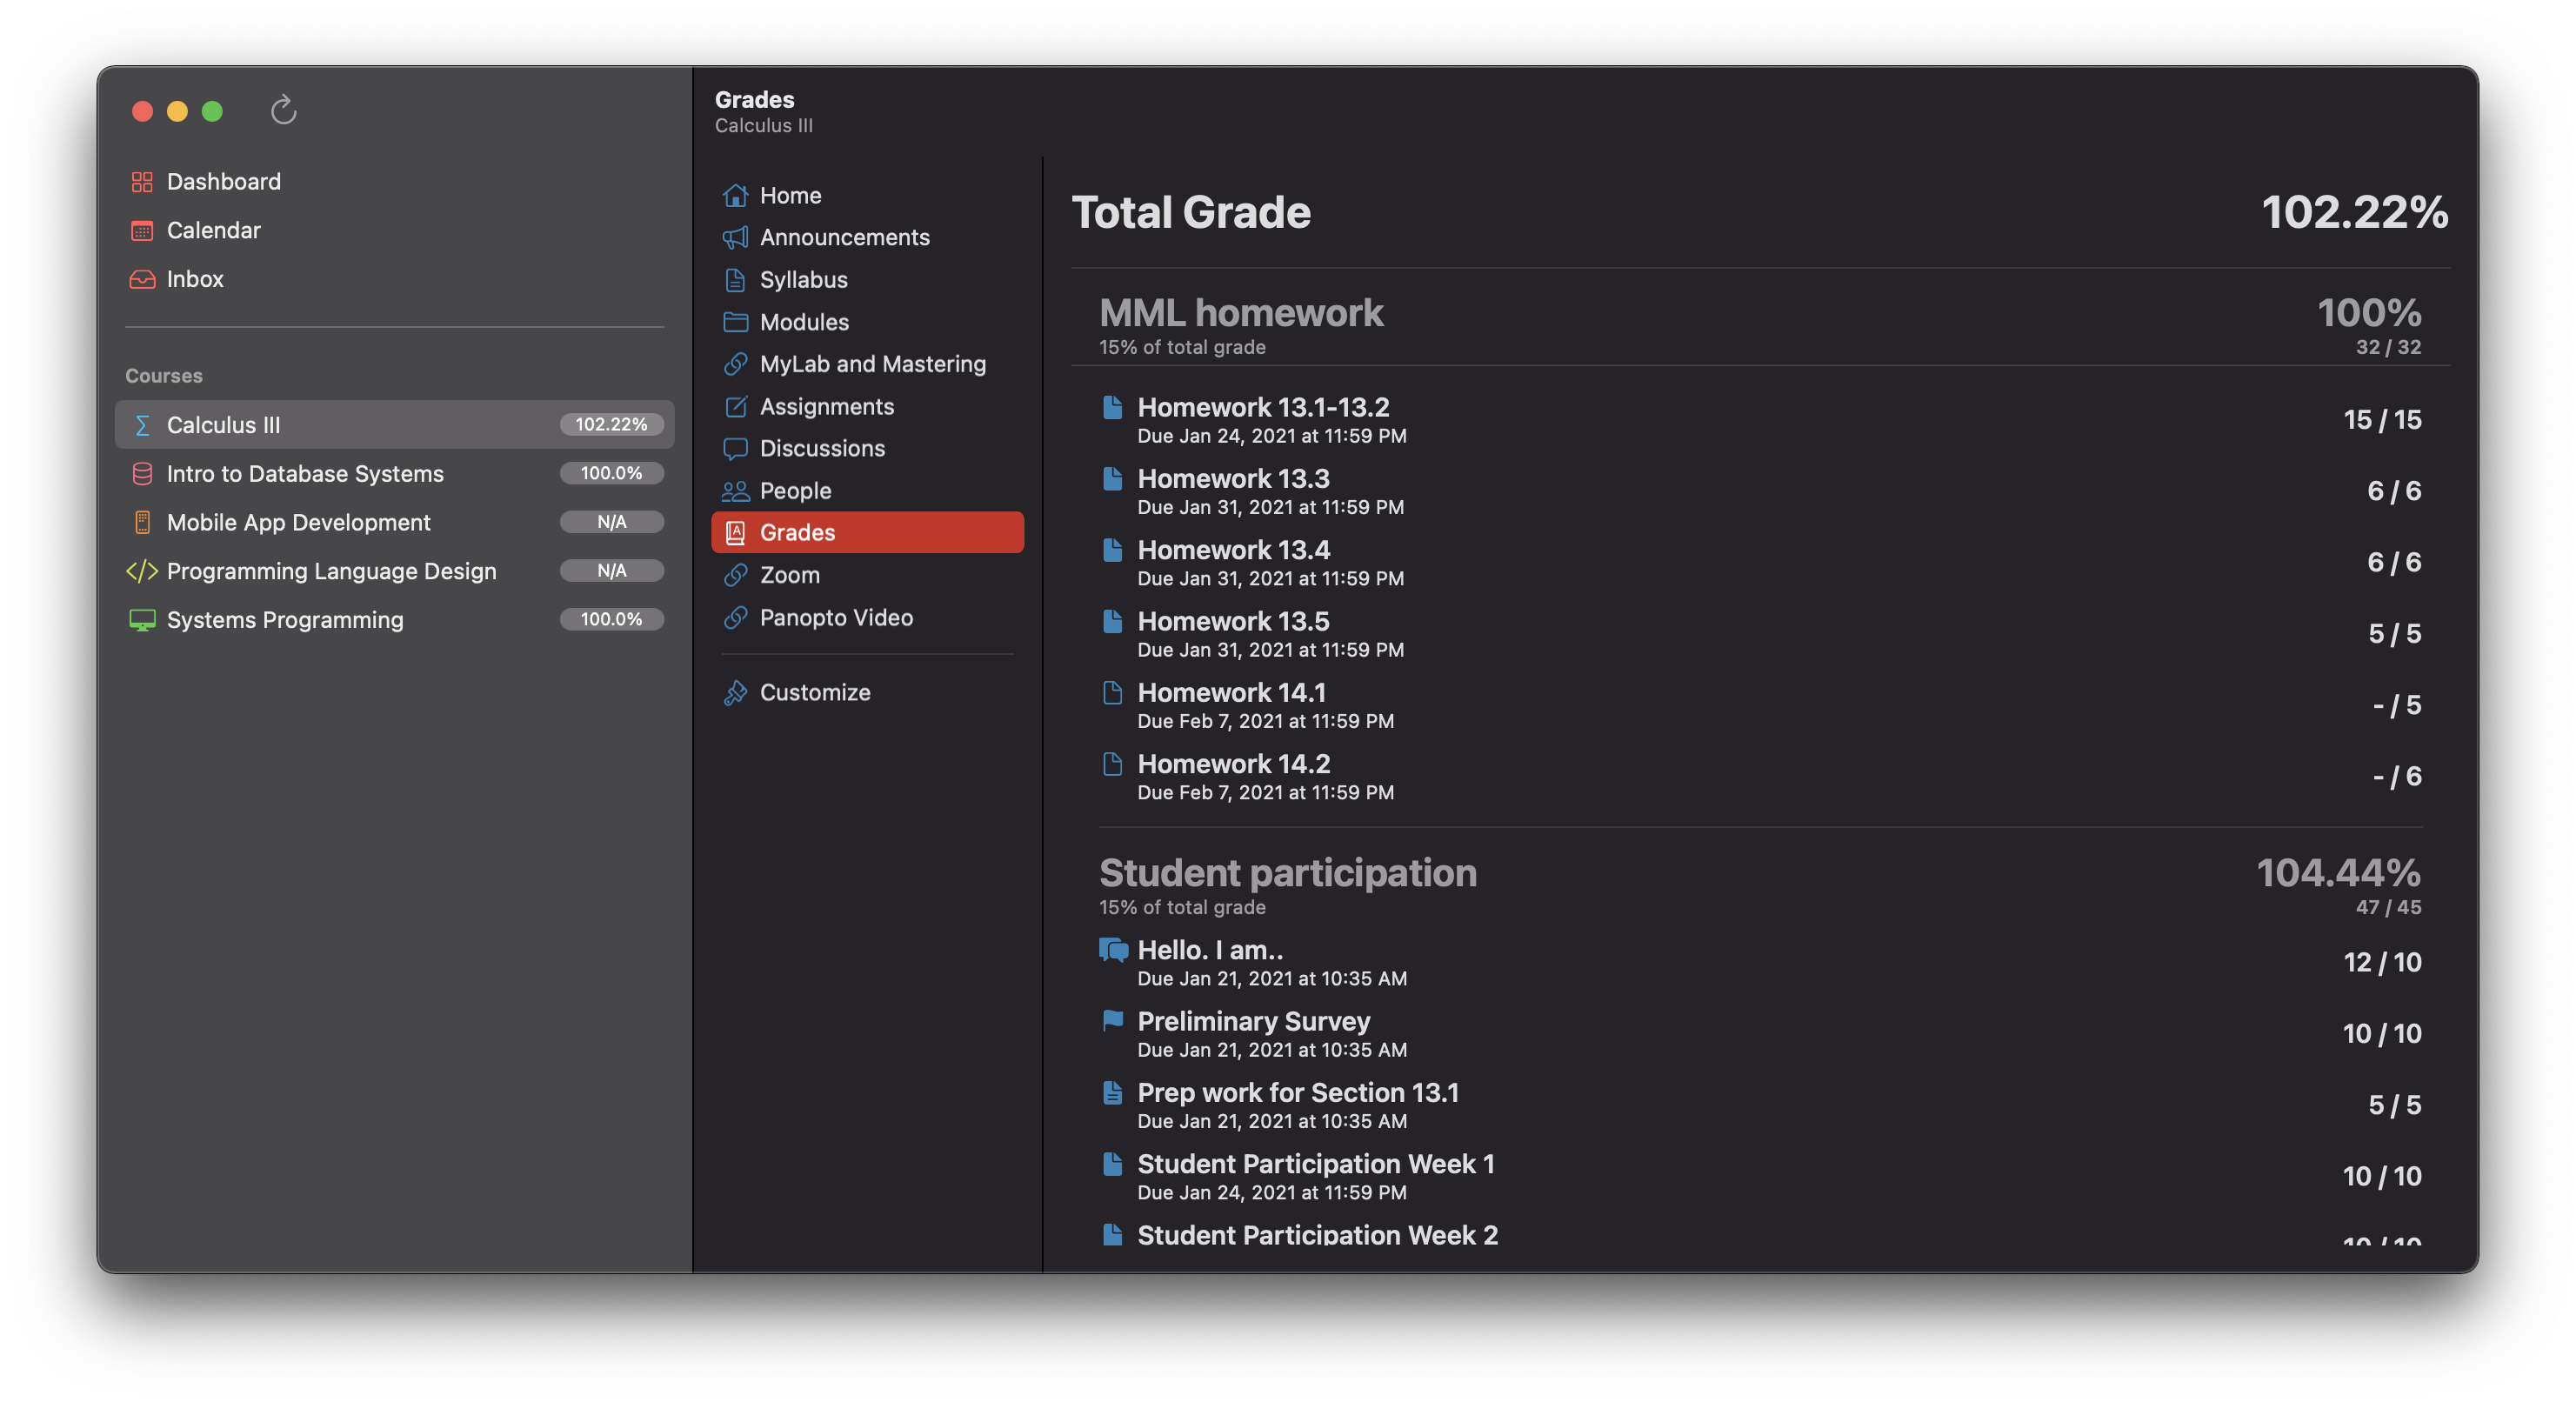 Dashboard
Calendar
Inbox
Courses
Calculus III 102.22%
Intro to Database Systems 100.0%
Mobile App Development N/A
Programming Language Design N/A
Systems Programming 100.0%
Grades
Calculus III
Home
Announcements
Syllabus
Modules
MyLab and Mastering
Assignments
Discussions
People
Grades
Zoom
Panopto Video
Customize
Total Grade 102.22%
MML homework 100%
15% of total grade 32 / 32
Homework 13.1-13.2
Due Jan 24, 2021 at 11:59 PM
15 / 15
Homework 13.3
Due Jan 31, 2021 at 11:59 PM
6 / 6
Homework 13.4
Due Jan 31, 2021 at 11:59 PM
6 / 6
Homework 13.5
Due Jan 31, 2021 at 11:59 PM
5 / 5
Homework 14.1
Due Feb 7, 2021 at 11:59 PM
- / 5
Homework 14.2
Due Feb 7, 2021 at 11:59 PM
- / 6
Student participation 104.44%
15% of total grade 47 / 45
Hello. I am..
Due Jan 21, 2021 at 10:35 AM
12 / 10
Preliminary Survey
Due Jan 21, 2021 at 10:35 AM
10 / 10
Prep work for Section 13.1
Due Jan 21, 2021 at 10:35 AM
5 / 5
Student Participation Week 1
Due Jan 24, 2021 at 11:59 PM
10 / 10
Student Participation Week 2
10 / 10